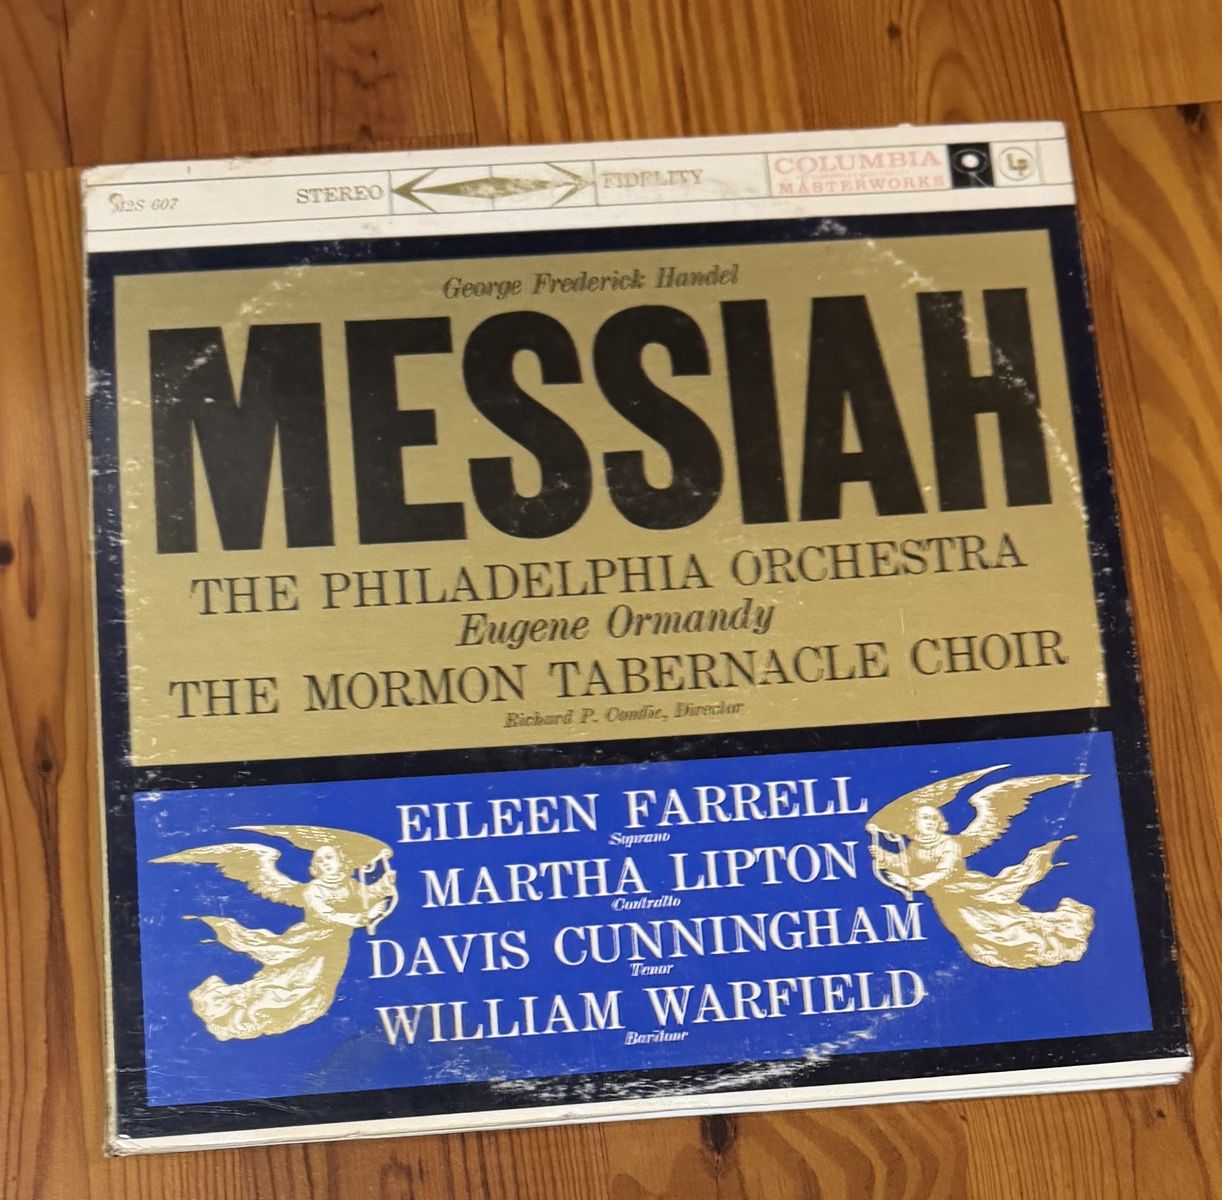 M2S 607
STEREO FIDELITY
COLUMBIA
MASTERWORKS
Lp
George Frederick Handel
MESSIAH
THE PHILADELPHIA ORCHESTRA
Eugene Ormandy
THE MORMON TABERNACLE CHOIR
Richard P. Condie, Director
EILEEN FARRELL
Soprano
MARTHA LIPTON
Contralto
DAVIS CUNNINGHAM
Tenor
WILLIAM WARFIELD
Baritone